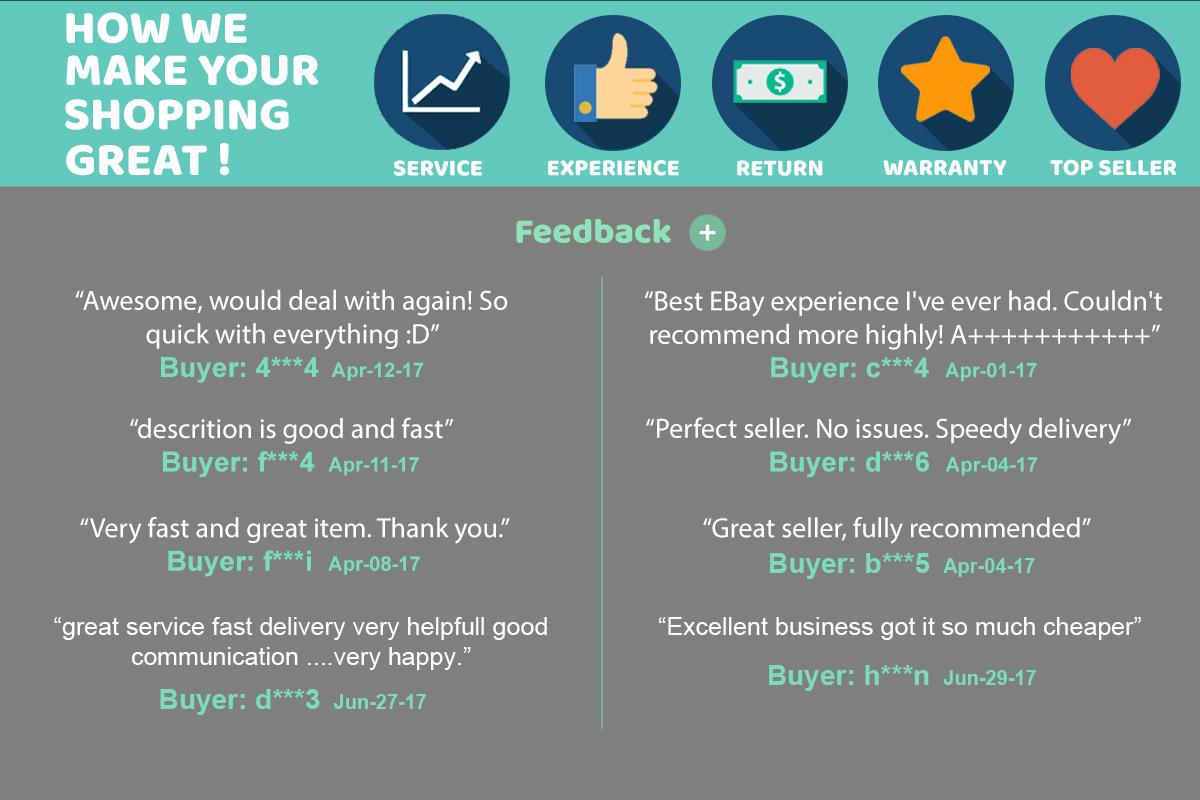 HOW WE
MAKE YOUR
SHOPPING
GREAT !
SERVICE
EXPERIENCE
RETURN
WARRANTY
TOP SELLER
Feedback +
“Awesome, would deal with again! So
quick with everything :D”
Buyer: 4***4 Apr-12-17
“descrition is good and fast”
Buyer: f***4 Apr-11-17
“Very fast and great item. Thank you.”
Buyer: f***i Apr-08-17
“great service fast delivery very helpfull good
communication ....very happy.”
Buyer: d***3 Jun-27-17
“Best EBay experience I've ever had. Couldn't
recommend more highly! A+++++++++++”
Buyer: c***4 Apr-01-17
“Perfect seller. No issues. Speedy delivery”
Buyer: d***6 Apr-04-17
“Great seller, fully recommended”
Buyer: b***5 Apr-04-17
“Excellent business got it so much cheaper”
Buyer: h***n Jun-29-17